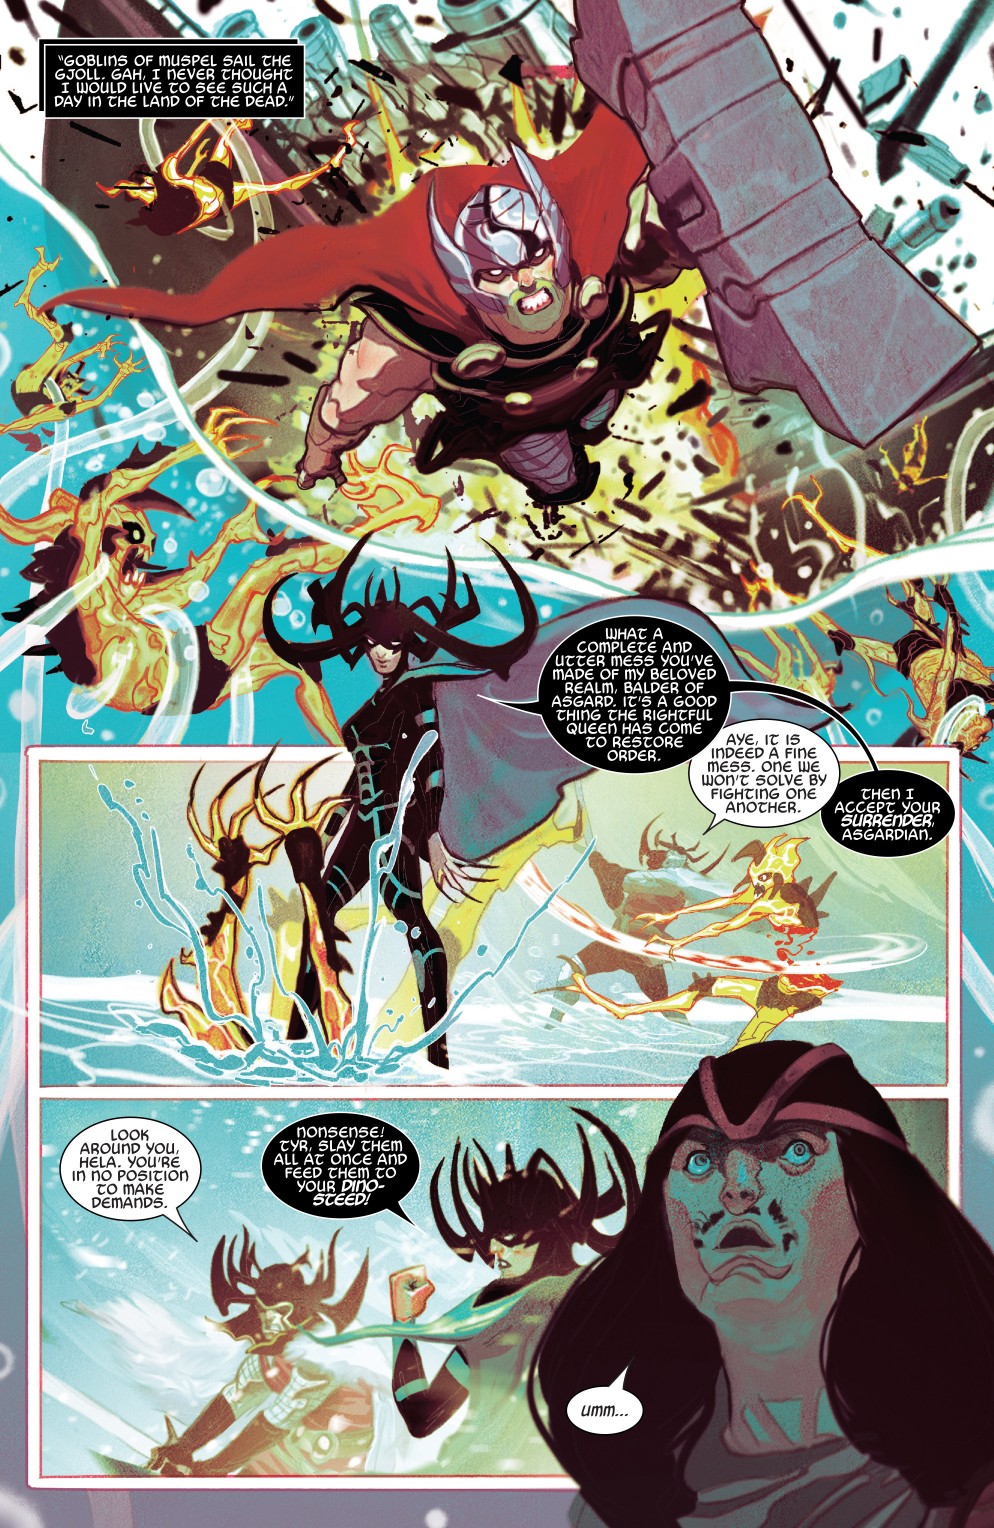 "GOBLINS OF MUSPEL SAIL THE
GJOLL. GAH, I NEVER THOUGHT
I WOULD LIVE TO SEE SUCH A
DAY IN THE LAND OF THE DEAD."
WHAT A
COMPLETE AND
UTTER MESS YOU'VE
MADE OF MY BELOVED
REALM, BALDER OF
ASGARD. IT'S A GOOD
THING THE RIGHTFUL
QUEEN HAS COME
TO RESTORE
ORDER.
AYE, IT IS
INDEED A FINE
MESS. ONE WE
WON'T SOLVE BY
FIGHTING ONE
ANOTHER.
THEN I
ACCEPT YOUR
SURRENDER,
ASGARDIAN.
LOOK
AROUND YOU,
HELA. YOU'RE
IN NO POSITION
TO MAKE
DEMANDS.
NONSENSE!
TYR, SLAY THEM
ALL AT ONCE AND
FEED THEM TO
YOUR DINO-
STEED!
UMM...